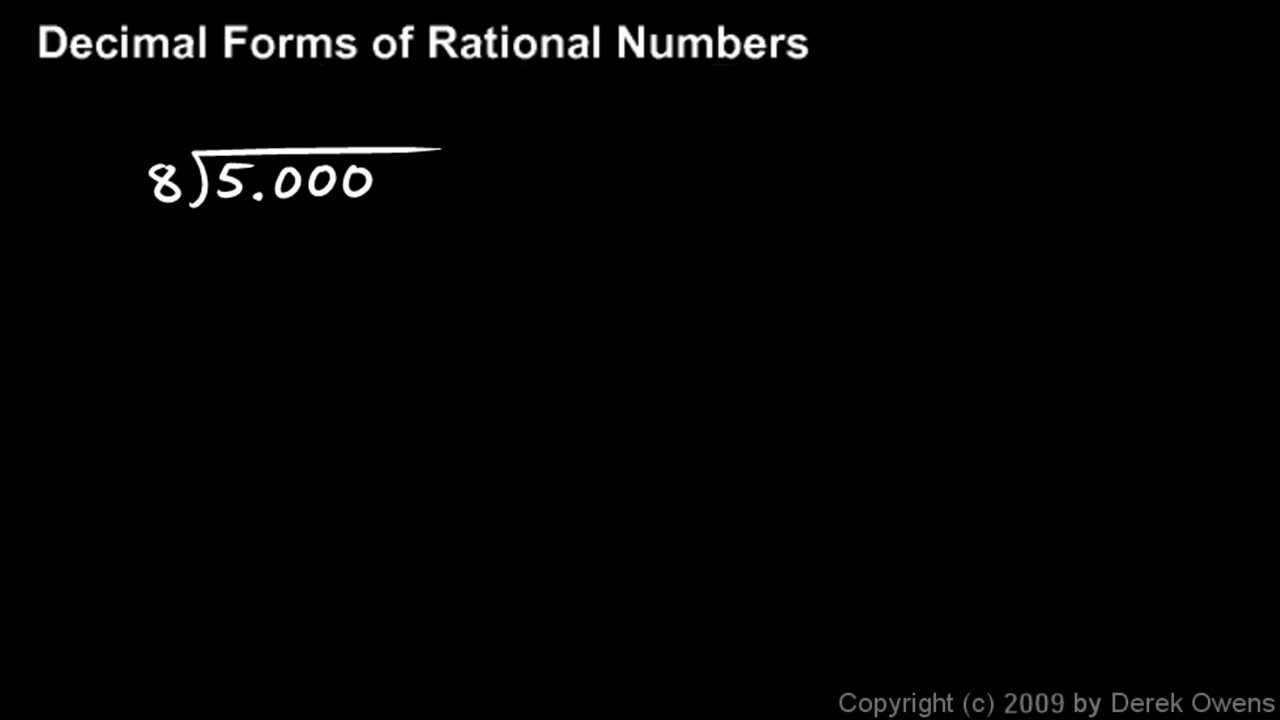 Decimal Forms of Rational Numbers
8)5.000
Copyright (c) 2009 by Derek Owens